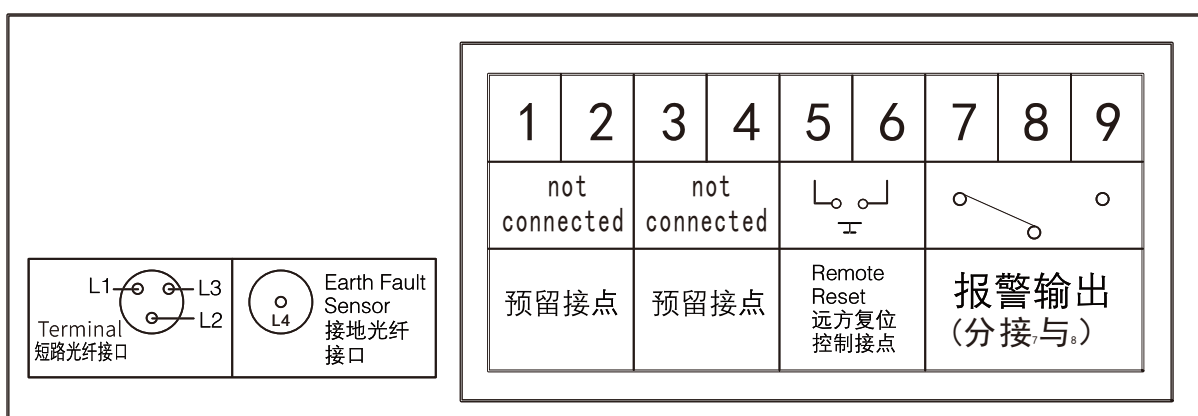 1 2 3 4 5 6 7 8 9
not
connected
not
connected
预留接点
预留接点
Remote
Reset
远方复位
控制接点
报警输出
(分接7与8)
L1
L3
L2
Terminal
短路光纤接口
L4
Earth Fault
Sensor
接地光纤
接口